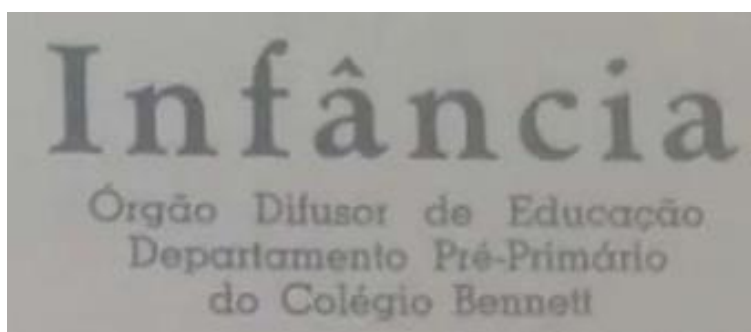 Infância
Órgão Difusor de Educação
Departamento Pré-Primário
do Colégio Bennett